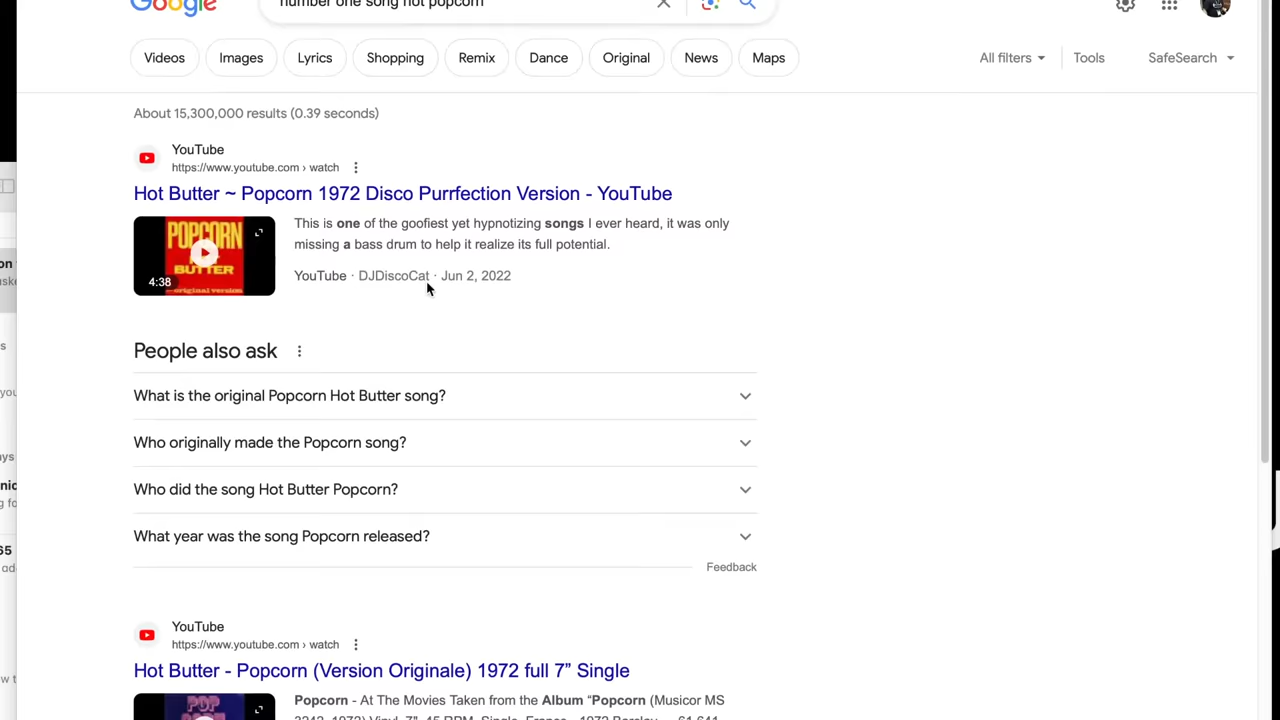 Google
number one song hot popcorn
Videos
Images
Lyrics
Shopping
Remix
Dance
Original
News
Maps
All filters
Tools
SafeSearch
About 15,300,000 results (0.39 seconds)
YouTube
https://www.youtube.com › watch
Hot Butter ~ Popcorn 1972 Disco Purrfection Version - YouTube
POPCORN
BUTTER
original version
4:38
This is one of the goofiest yet hypnotizing songs I ever heard, it was only
missing a bass drum to help it realize its full potential.
YouTube · DJDiscoCat · Jun 2, 2022
People also ask
What is the original Popcorn Hot Butter song?
Who originally made the Popcorn song?
Who did the song Hot Butter Popcorn?
What year was the song Popcorn released?
Feedback
YouTube
https://www.youtube.com › watch
Hot Butter - Popcorn (Version Originale) 1972 full 7” Single
Popcorn - At The Movies Taken from the Album “Popcorn (Musicor MS